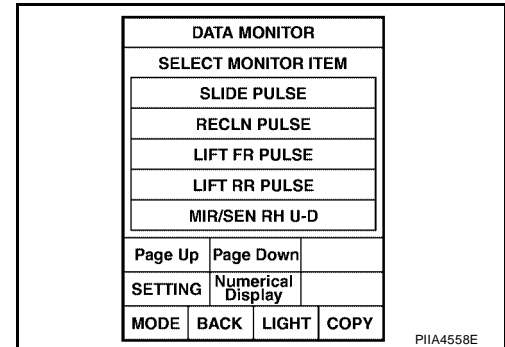 DATA MONITOR
SELECT MONITOR ITEM
SLIDE PULSE
RECLN PULSE
LIFT FR PULSE
LIFT RR PULSE
MIR/SEN RH U-D
Page Up Page Down
SETTING Numerical
Display
MODE BACK LIGHT COPY
PIIA4558E